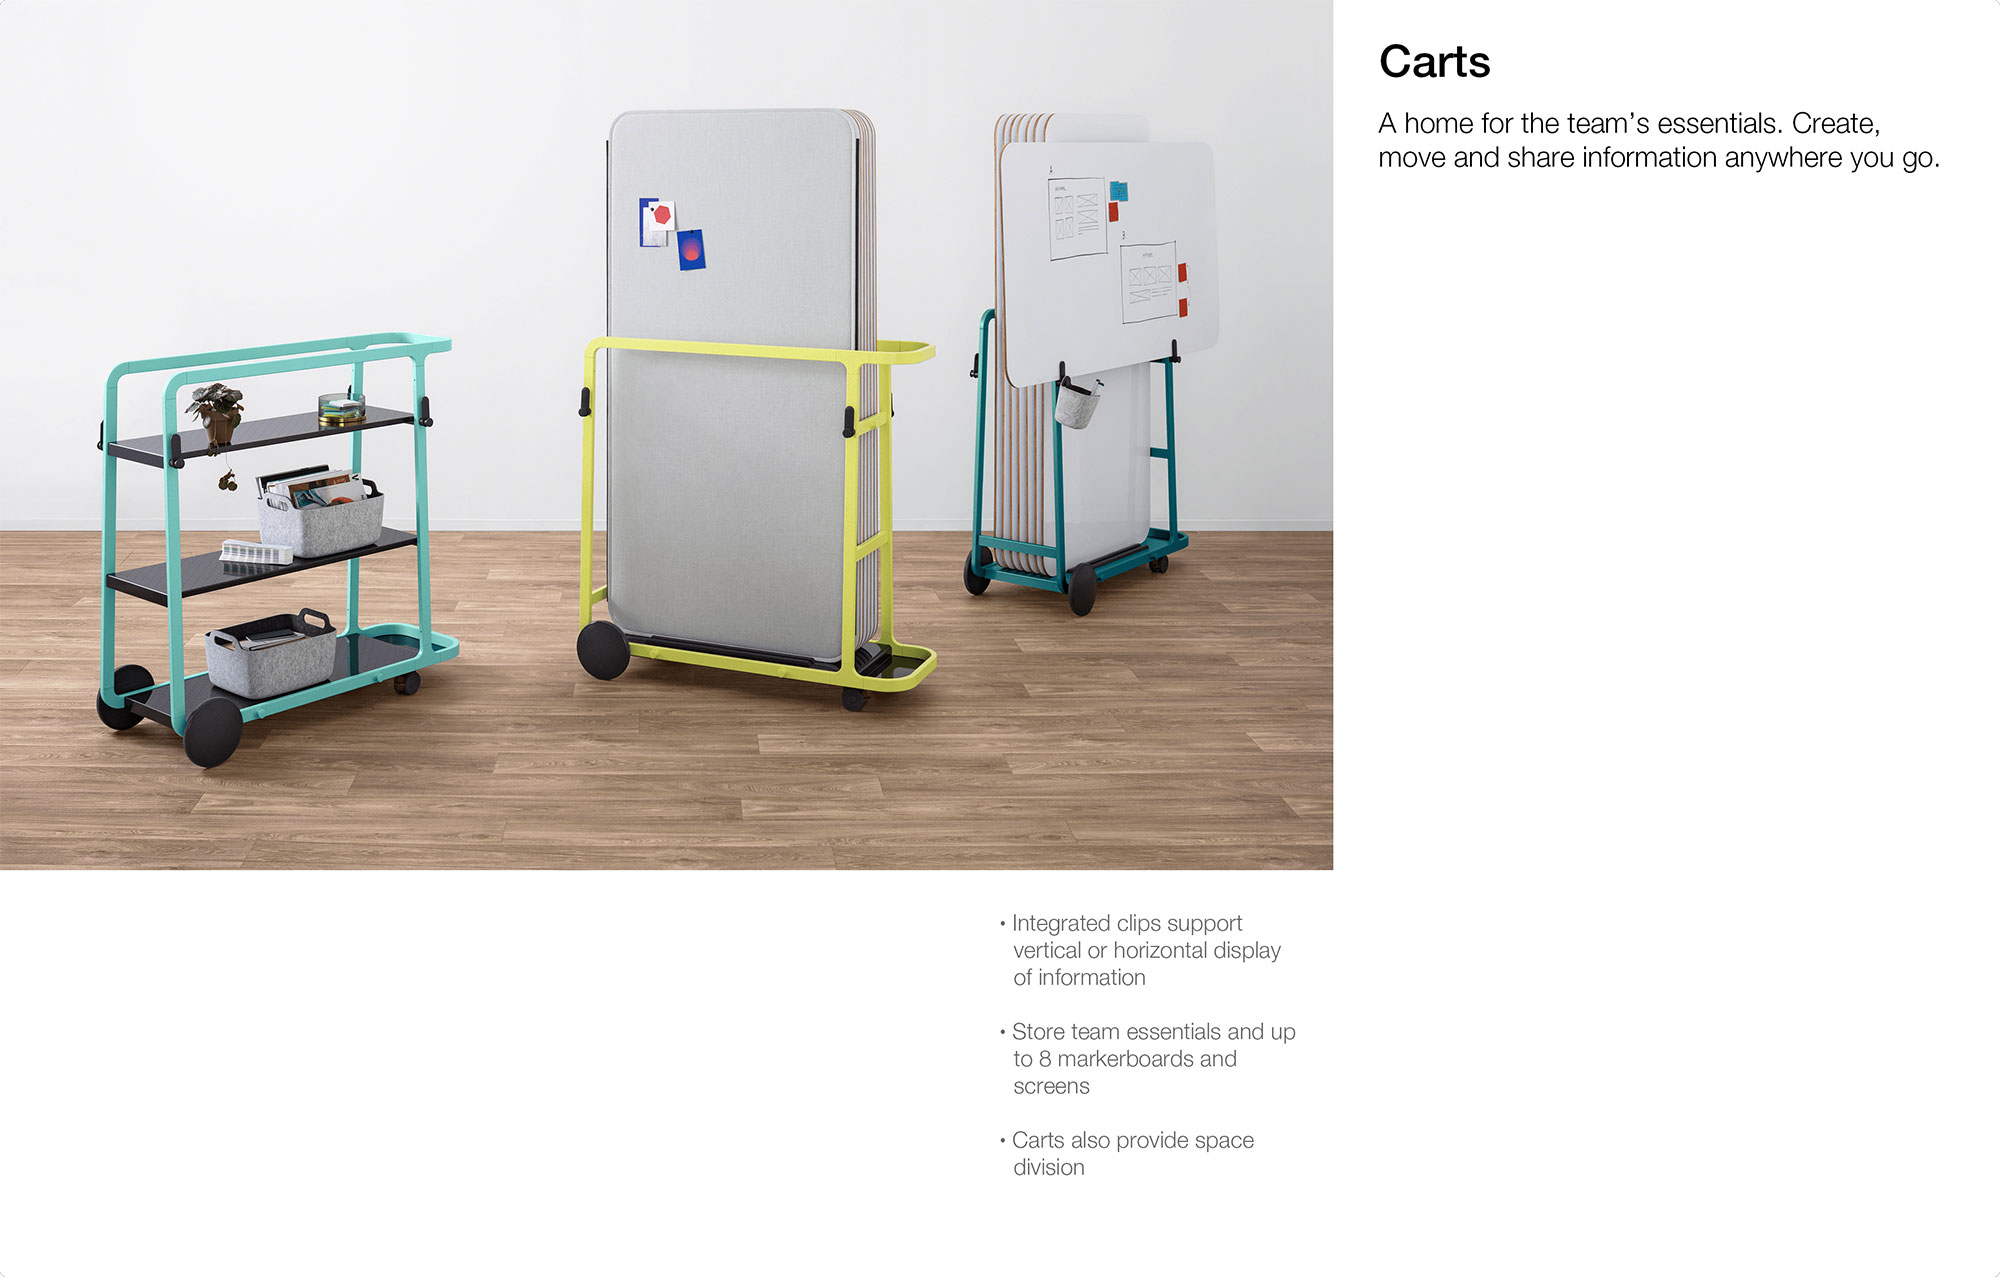 Carts
A home for the team's essentials. Create,
move and share information anywhere you go.
A
B
• Integrated clips support
vertical or horizontal display
of information
• Store team essentials and up
to 8 markerboards and
screens
• Carts also provide space
division